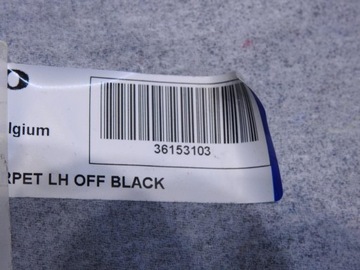 lgium
36153103
RPET LH OFF BLACK